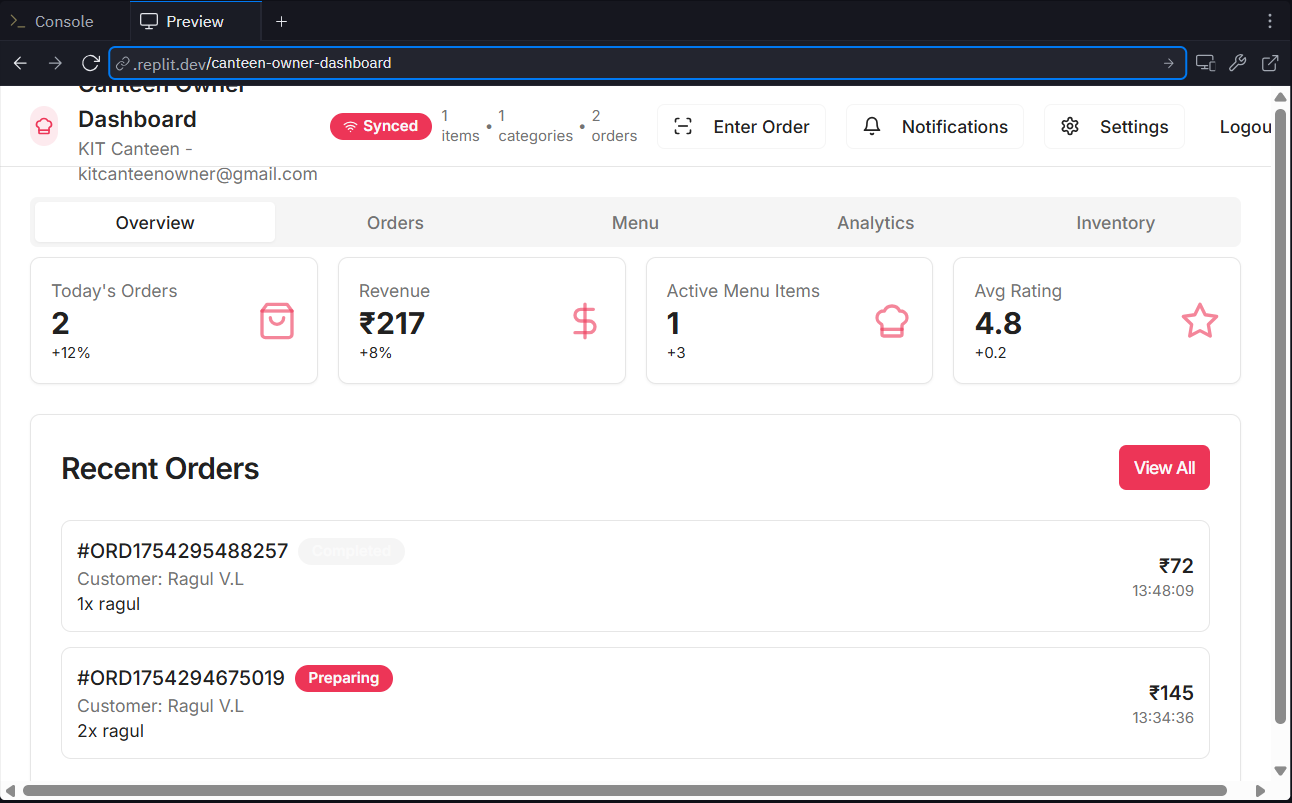 Console
Preview
.replit.dev/canteen-owner-dashboard
Canteen Owner
Dashboard
KIT Canteen -
kitcanteenowner@gmail.com
Synced
1
items
•
1
categories
•
2
orders
Enter Order
Notifications
Settings
Logou
Overview
Orders
Menu
Analytics
Inventory
Today's Orders
2
+12%
Revenue
₹217
+8%
Active Menu Items
1
+3
Avg Rating
4.8
+0.2
Recent Orders
View All
#ORD1754295488257
Completed
Customer: Ragul V.L
1x ragul
₹72
13:48:09
#ORD1754294675019
Preparing
Customer: Ragul V.L
2x ragul
₹145
13:34:36